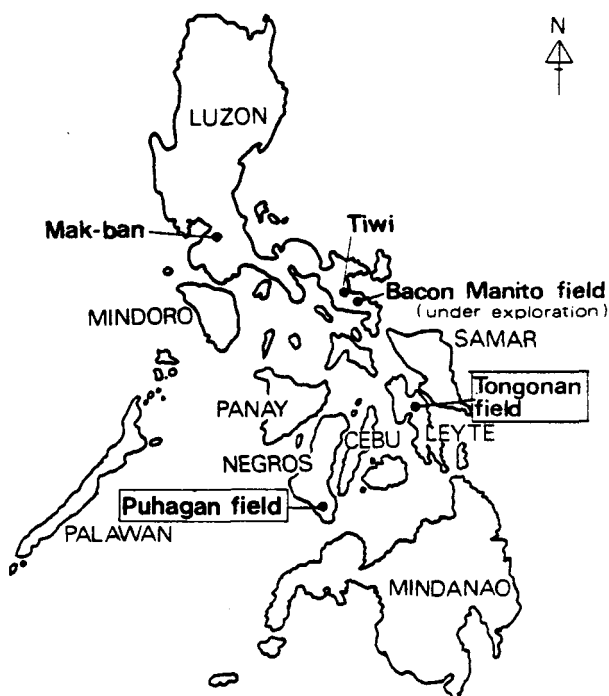 N
LUZON
Mak-ban
Tiwi
Bacon Manito field
(under exploration)
MINDORO
SAMAR
Tongonan
field
PANAY
CEBU
LEYTE
NEGROS
Puhagan field
PALAWAN
MINDANAO